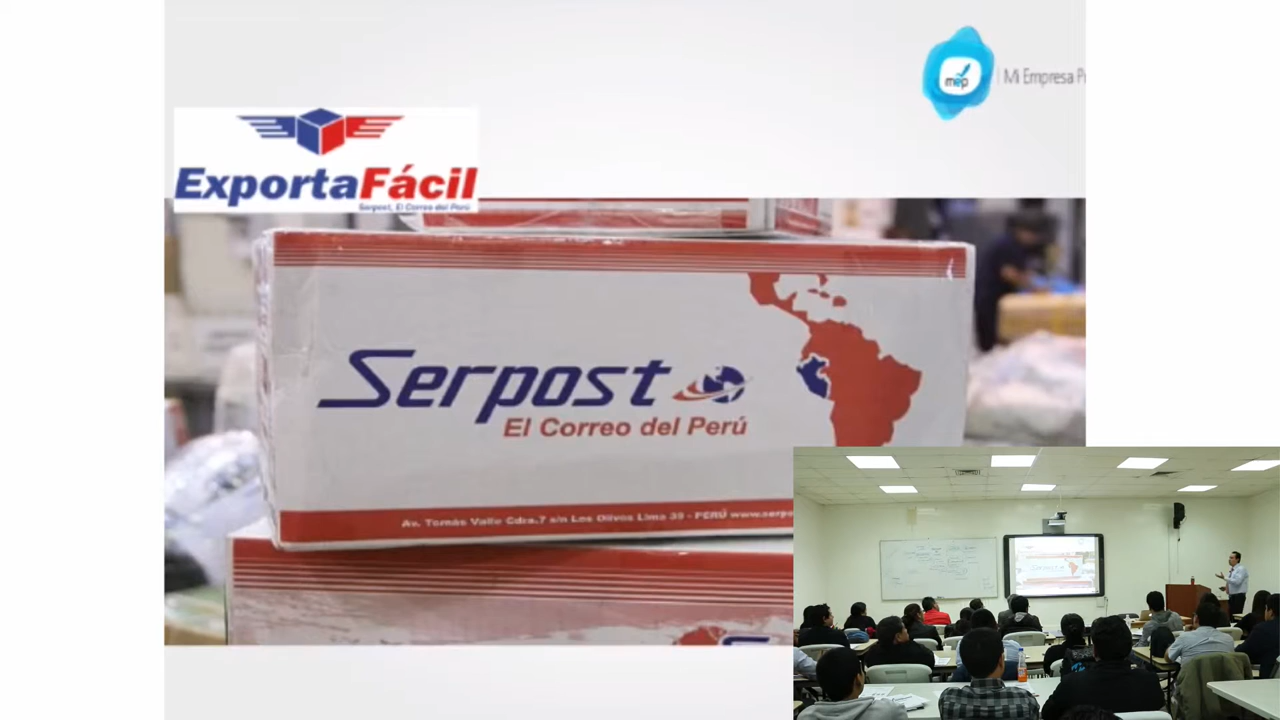 mep
Mi Empresa
ExportaFácil
Serpost, El Correo del Perú
Serpost
El Correo del Perú
Av. Tomás Valle Cdra.7 s/n Los Olivos Lima 39 - PERÚ